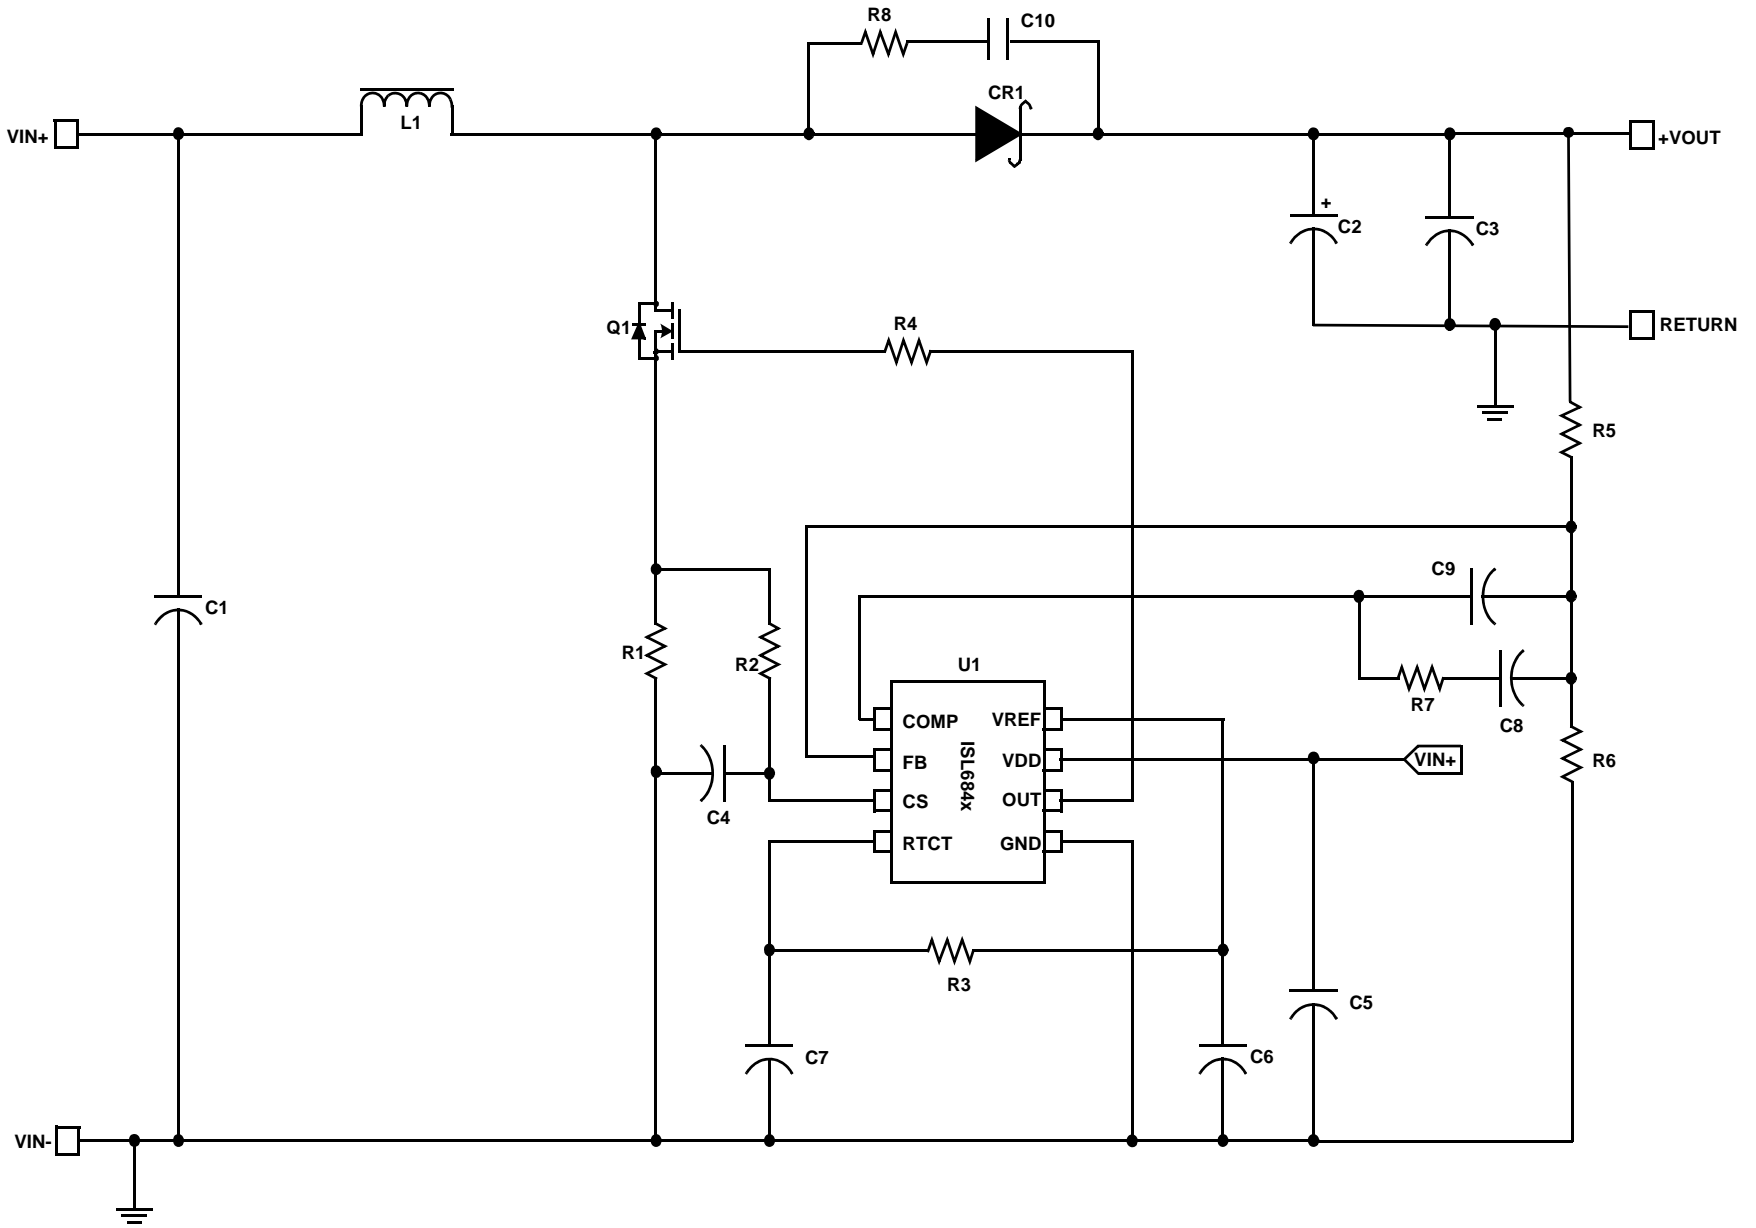 R8
C10
CR1
L1
VIN+
+VOUT
+
C2
C3
Q1
R4
RETURN
R5
C9
C1
R1
R2
U1
R7
C8
COMP
VREF
FB
VDD
VIN+
R6
ISL684x
CS
OUT
C4
RTCT
GND
R3
C5
C7
C6
VIN-